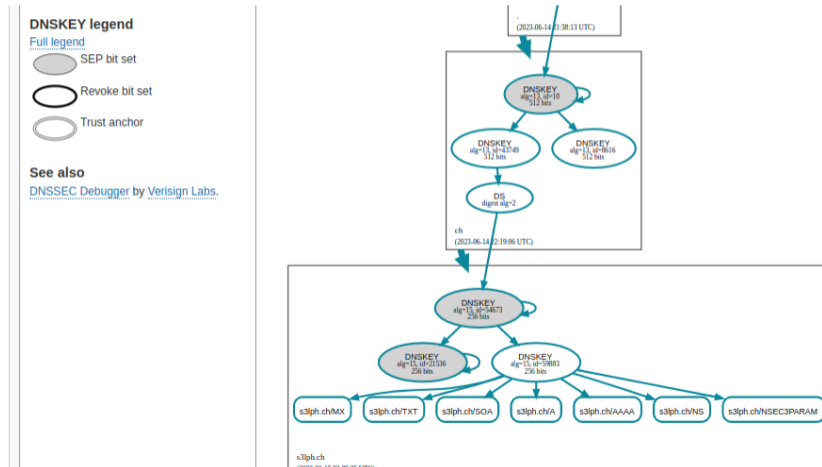 DNSKEY legend
Full legend
SEP bit set
Revoke bit set
Trust anchor
See also
DNSSEC Debugger by Verisign Labs.
(2023-06-14 21:38:13 UTC)
DNSKEY
alg=13, id=10
512 bits
DNSKEY
alg=13, id=43749
512 bits
DNSKEY
alg=13, id=8616
512 bits
DS
digest alg=2
ch
(2023-06-14 22:19:06 UTC)
DNSKEY
alg=15, id=54673
256 bits
DNSKEY
alg=15, id=21536
256 bits
DNSKEY
alg=15, id=59883
256 bits
s3lph.ch/MX
s3lph.ch/TXT
s3lph.ch/SOA
s3lph.ch/A
s3lph.ch/AAAA
s3lph.ch/NS
s3lph.ch/NSEC3PARAM
s3lph.ch